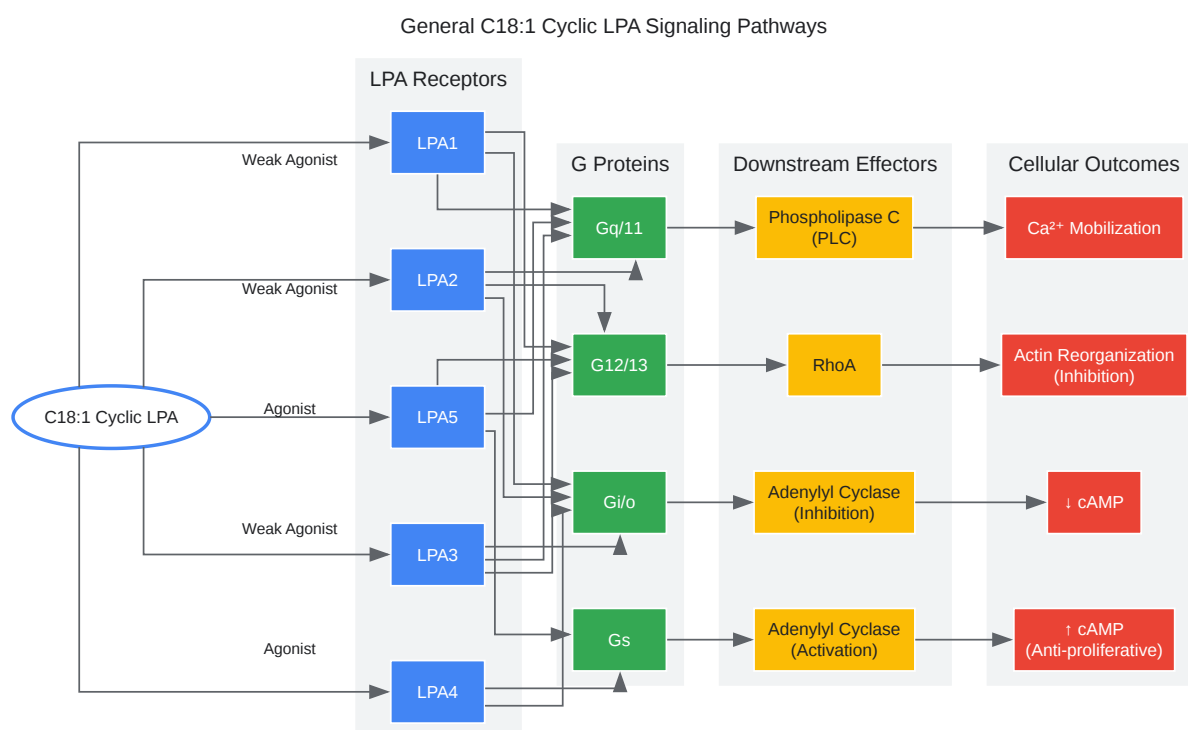 General C18:1 Cyclic LPA Signaling Pathways
LPA Receptors
G Proteins
Downstream Effectors
Cellular Outcomes
C18:1 Cyclic LPA
Weak Agonist
Weak Agonist
Agonist
Weak Agonist
Agonist
LPA1
LPA2
LPA5
LPA3
LPA4
Gq/11
G12/13
Gi/o
Gs
Phospholipase C
(PLC)
RhoA
Adenylyl Cyclase
(Inhibition)
Adenylyl Cyclase
(Activation)
Ca²⁺ Mobilization
Actin Reorganization
(Inhibition)
↓ cAMP
↑ cAMP
(Anti-proliferative)